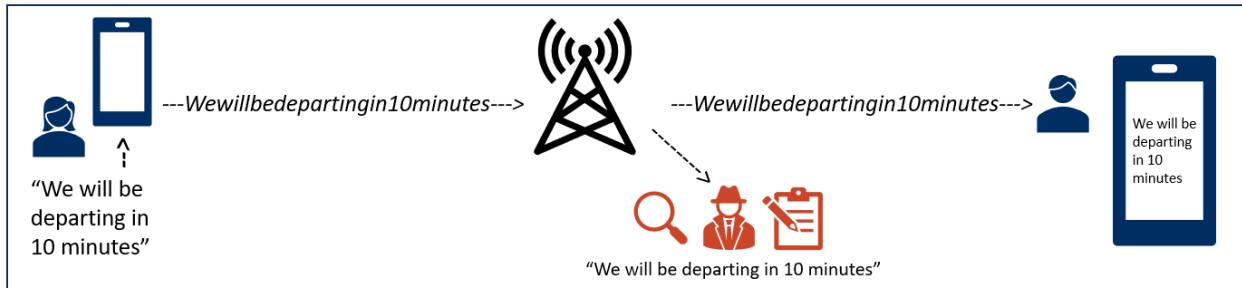 ---Wewillbedepartingin10minutes--->
---Wewillbedepartingin10minutes--->
We will be
departing
in 10
minutes
“We will be
departing in
10 minutes”
“We will be departing in 10 minutes”